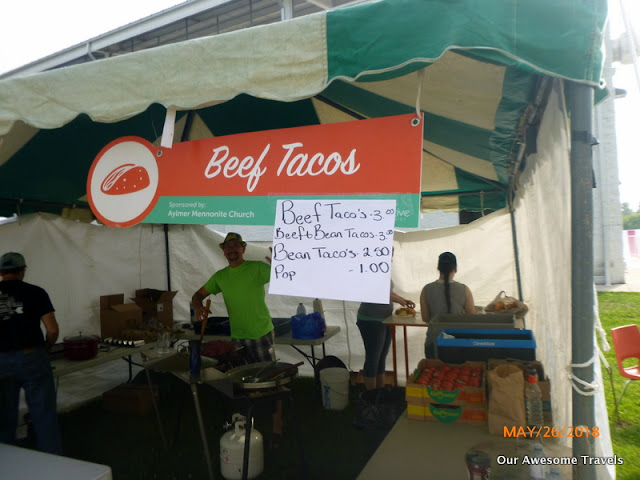 Beef Tacos
Sponsored by:
Aylmer Mennonite Church
ive
Beef Taco's - 3.00
Beef & Bean Tacos - 3.00
Bean Taco's - 2.50
Pop - 1.00
MAY/26/2018
Our Awesome Travels